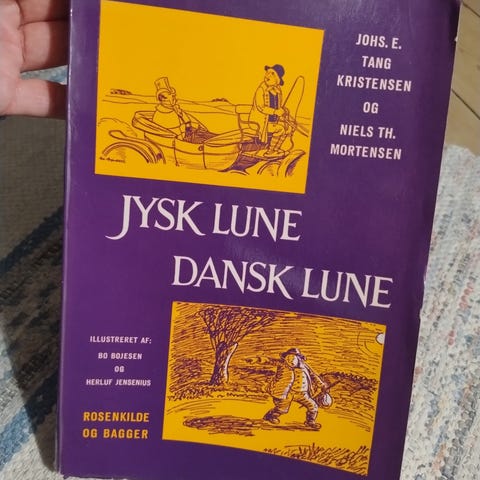 JOHS. E.
TANG
KRISTENSEN
OG
NIELS TH.
MORTENSEN
JYSK LUNE
DANSK LUNE
ILLUSTRERET AF:
BO BOJESEN
OG
HERLUF JENSENIUS
ROSENKILDE
OG BAGGER